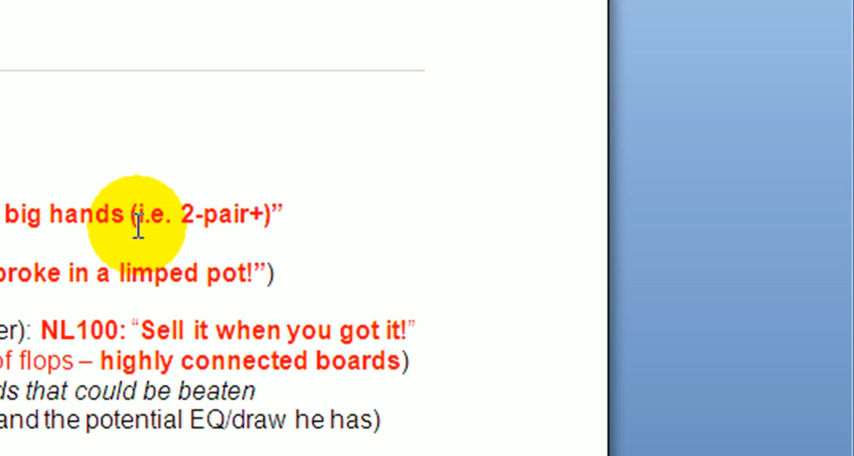 big hands (i.e. 2-pair+)”
broke in a limped pot!”)
er): NL100: “Sell it when you got it!”
of flops – highly connected boards)
ds that could be beaten
and the potential EQ/draw he has)